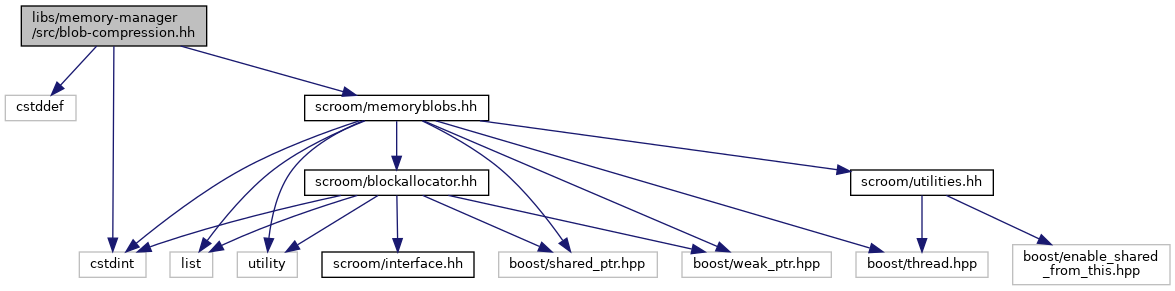 libs/memory-manager
/src/blob-compression.hh
cstddef
scroom/memoryblobs.hh
scroom/blockallocator.hh
scroom/utilities.hh
cstdint
list
utility
scroom/interface.hh
boost/shared_ptr.hpp
boost/weak_ptr.hpp
boost/thread.hpp
boost/enable_shared
_from_this.hpp